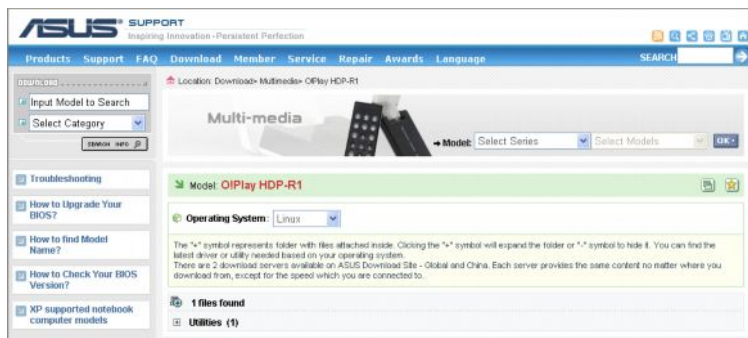 ASUS SUPPORT
Inspiring Innovation - Persistent Perfection
Products Support FAQ Download Member Service Repair Awards Language SEARCH
DOWNLOAD
Input Model to Search
Select Category
SEARCH INFO
Troubleshooting
How to Upgrade Your
BIOS?
How to find Model
Name?
How to Check Your BIOS
Version?
XP supported notebook
computer models
Location: Download> Multimedia> O!Play HDP-R1
Multi-media
Model: Select Series Select Models OK
Model: O!Play HDP-R1
Operating System: Linux
The "+" symbol represents folder with files attached inside. Clicking the "+" symbol will expand the folder or "-" symbol to hide it. You can find the
latest driver or utility needed based on your operating system.
There are 2 download servers available on ASUS Download Site - Global and China. Each server provides the same content no matter where you
download from, except for the speed which you are connected to.
1 files found
Utilities (1)